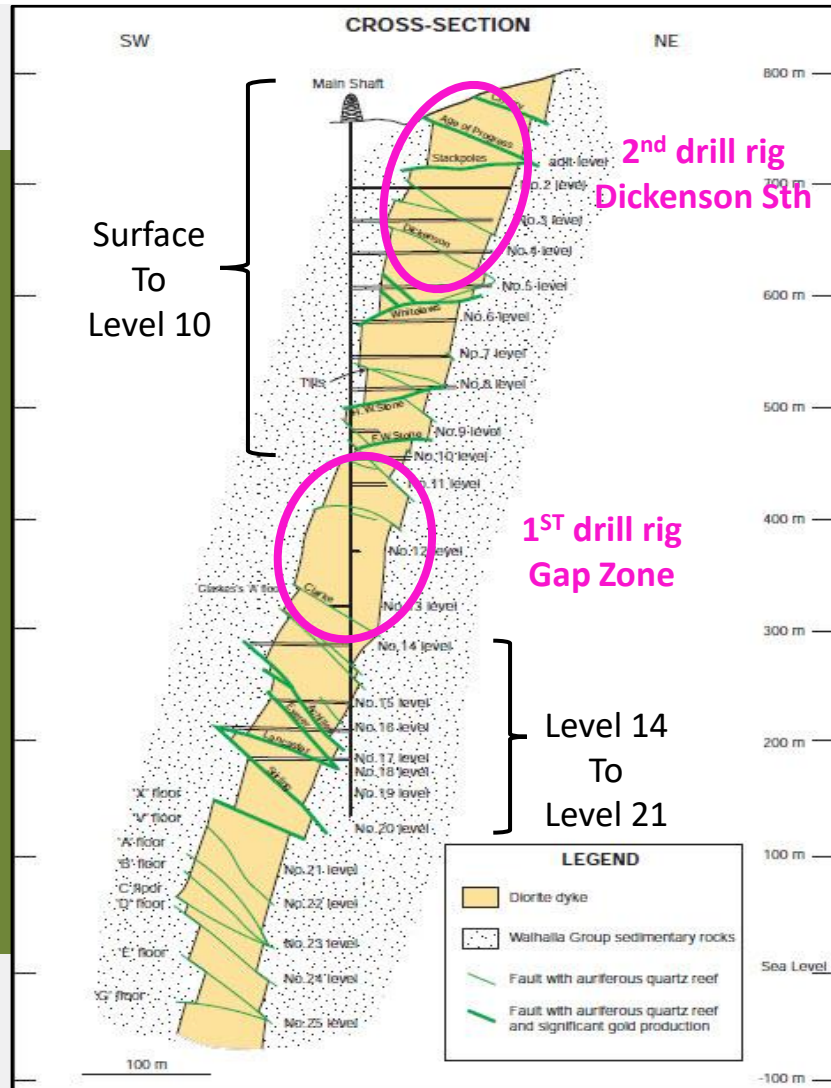 CROSS-SECTION
SW
NE
Main Shaft
800 m
Age of Progress
Stackpoles
adit level
2nd drill rig
Dickenson Sth
700 m
No.2 level
No.3 level
Dickenson
No.4 level
Surface
To
Level 10
No.5 level
600 m
Whitelaws
No.6 level
No.7 level
No.8 level
500 m
H.W.Stone
No.9 level
F.W.Stone
No.10 level
No.11 level
400 m
1ST drill rig
Gap Zone
No.12 level
Clarke
'A' floor
No.13 level
300 m
No.14 level
No.15 level
No.16 level
Lancaster
Level 14
To
Level 21
200 m
No.17 level
No.18 level
'X' floor
No.19 level
'V' floor
No.20 level
'A' floor
100 m
'B' floor
No.21 level
'C' floor
'D' floor
No.22 level
No.23 level
'E' floor
No.24 level
Sea Level
'G' floor
No.25 level
100 m
-100 m
LEGEND
Diorite dyke
Walhalla Group sedimentary rocks
Fault with auriferous quartz reef
Fault with auriferous quartz reef
and significant gold production